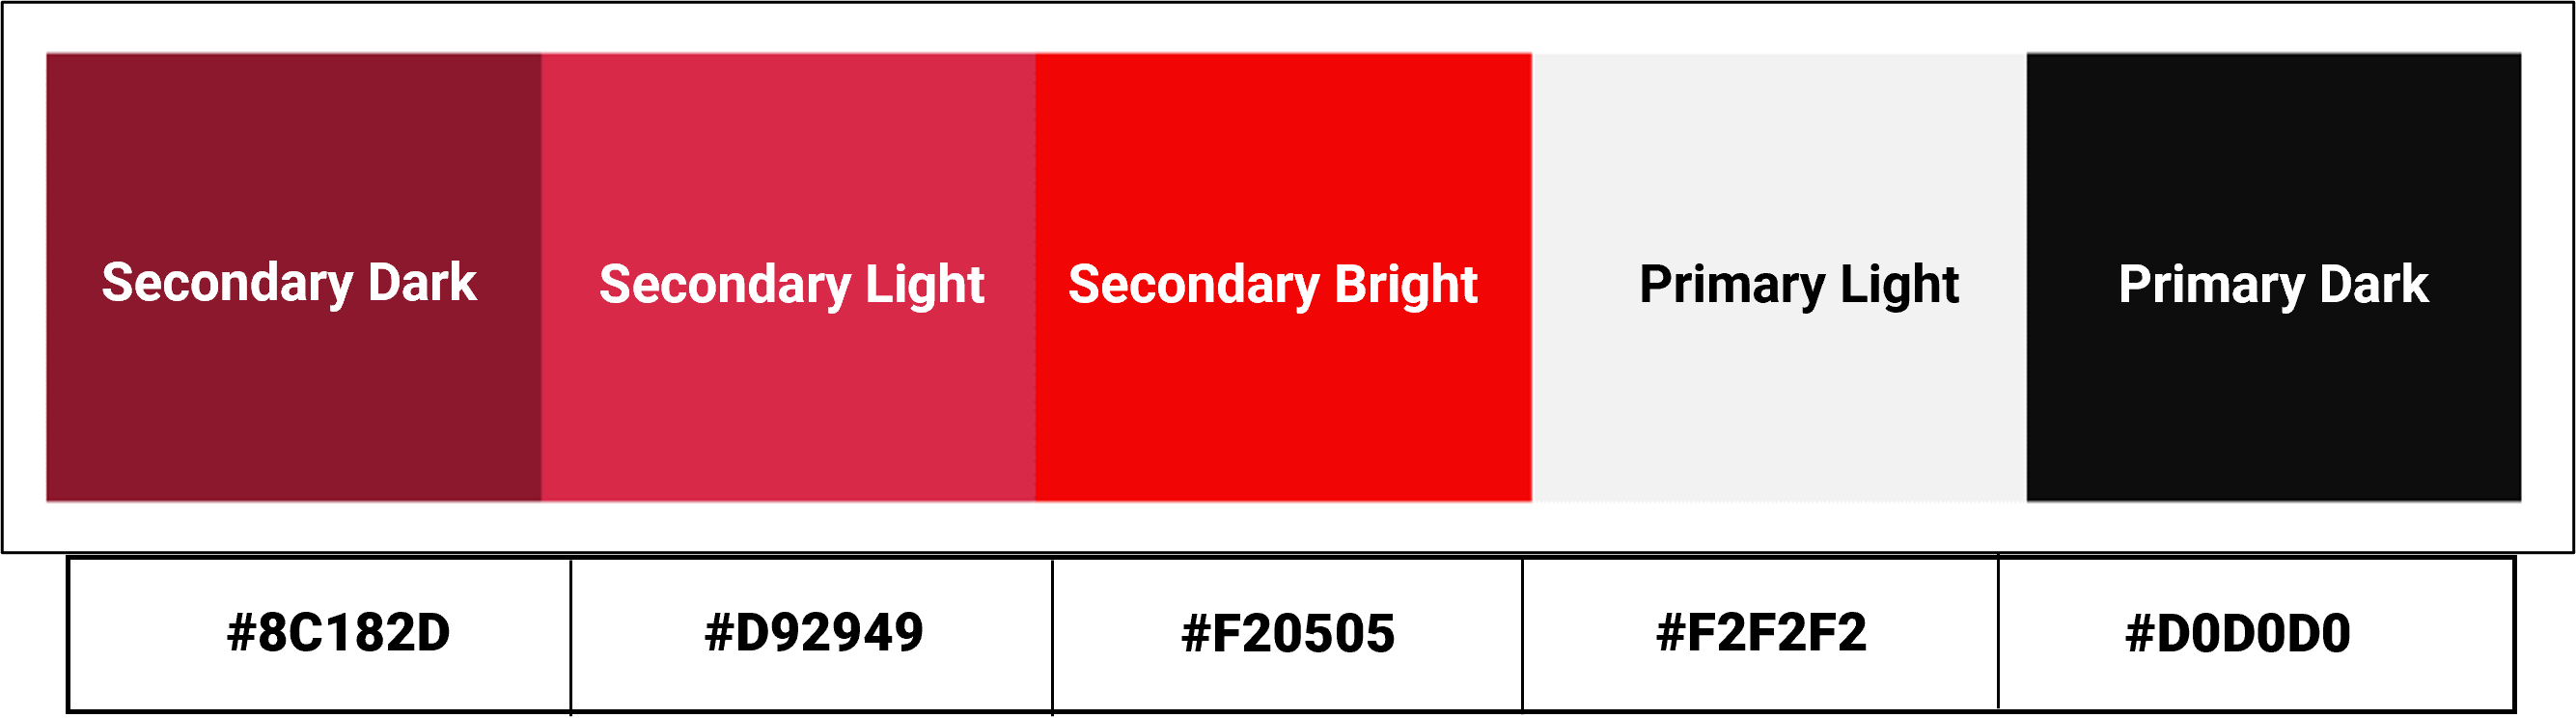 Secondary Dark
Secondary Light
Secondary Bright
Primary Light
Primary Dark
#8C182D
#D92949
#F20505
#F2F2F2
#D0D0D0